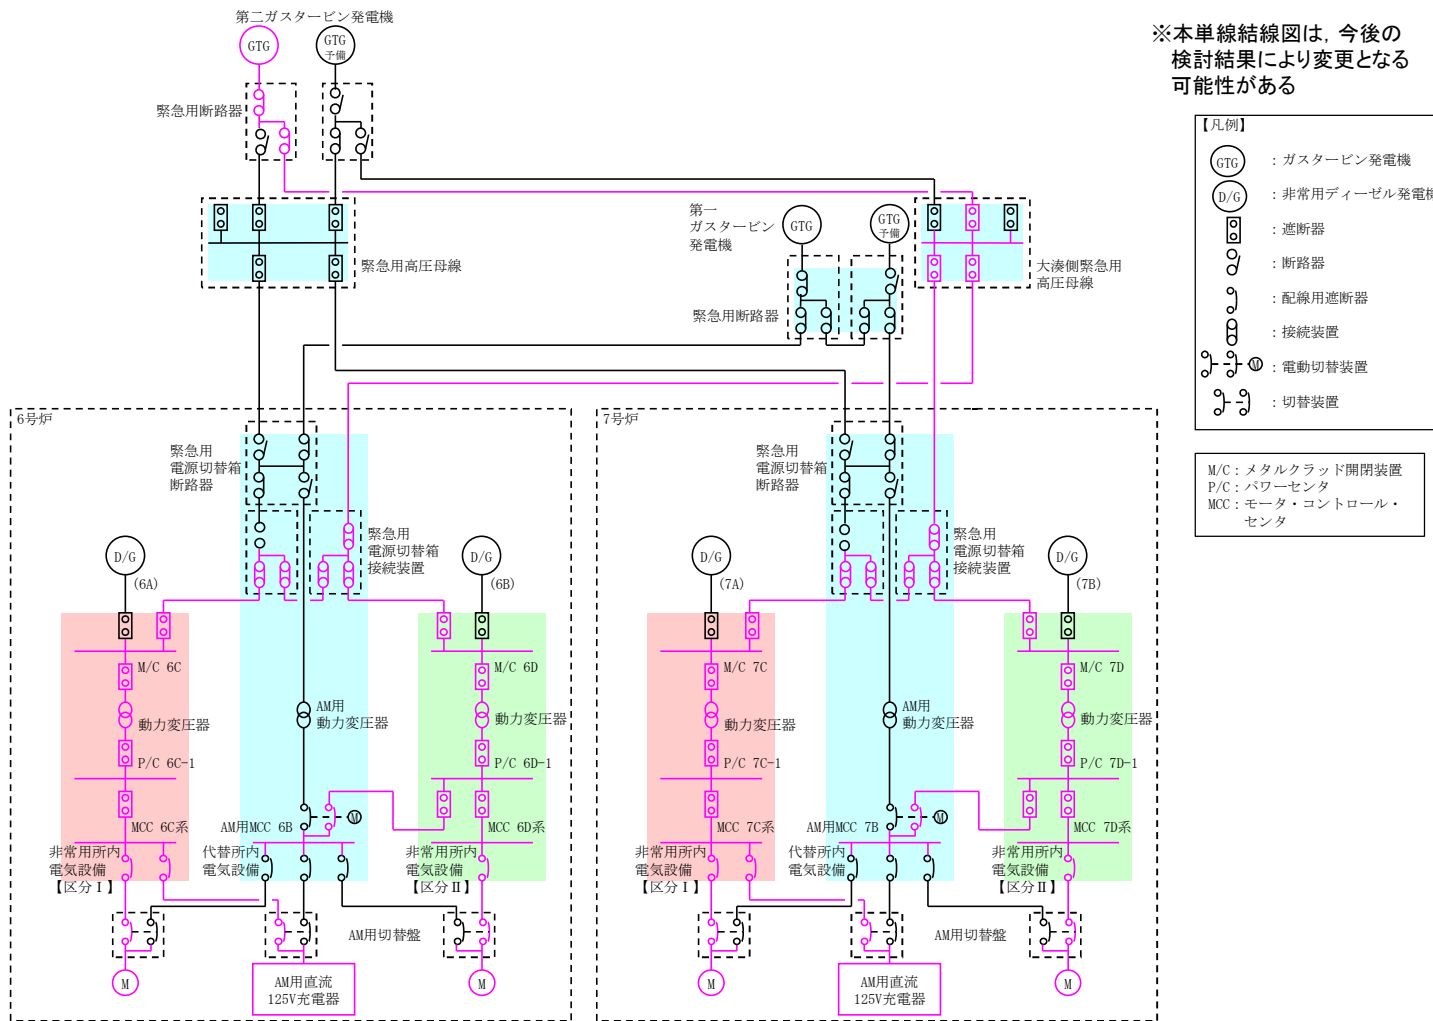 第二ガスタービン発電機
GTG
GTG
予備
緊急用断路器
※本単線結線図は，今後の
検討結果により変更となる
可能性がある
【凡例】
GTG
：ガスタービン発電機
D/G
：非常用ディーゼル発電機
：遮断器
：断路器
：配線用遮断器
：接続装置
M
：電動切替装置
：切替装置
M/C：メタルクラッド開閉装置
P/C：パワーセンタ
MCC：モータ・コントロール・
センタ
緊急用高圧母線
第一
ガスタービン
発電機
GTG
GTG
予備
緊急用断路器
大湊側緊急用
高圧母線
6号炉
緊急用
電源切替箱
断路器
緊急用
電源切替箱
接続装置
D/G
(6A)
D/G
(6B)
M/C 6C
M/C 6D
動力変圧器
AM用
動力変圧器
動力変圧器
P/C 6C-1
P/C 6D-1
MCC 6C系
AM用MCC 6B
M
MCC 6D系
非常用所内
電気設備
【区分Ⅰ】
代替所内
電気設備
非常用所内
電気設備
【区分Ⅱ】
AM用切替盤
M
AM用直流
125V充電器
M
7号炉
緊急用
電源切替箱
断路器
緊急用
電源切替箱
接続装置
D/G
(7A)
D/G
(7B)
M/C 7C
M/C 7D
動力変圧器
AM用
動力変圧器
動力変圧器
P/C 7C-1
P/C 7D-1
MCC 7C系
AM用MCC 7B
M
MCC 7D系
非常用所内
電気設備
【区分Ⅰ】
代替所内
電気設備
非常用所内
電気設備
【区分Ⅱ】
AM用切替盤
M
AM用直流
125V充電器
M